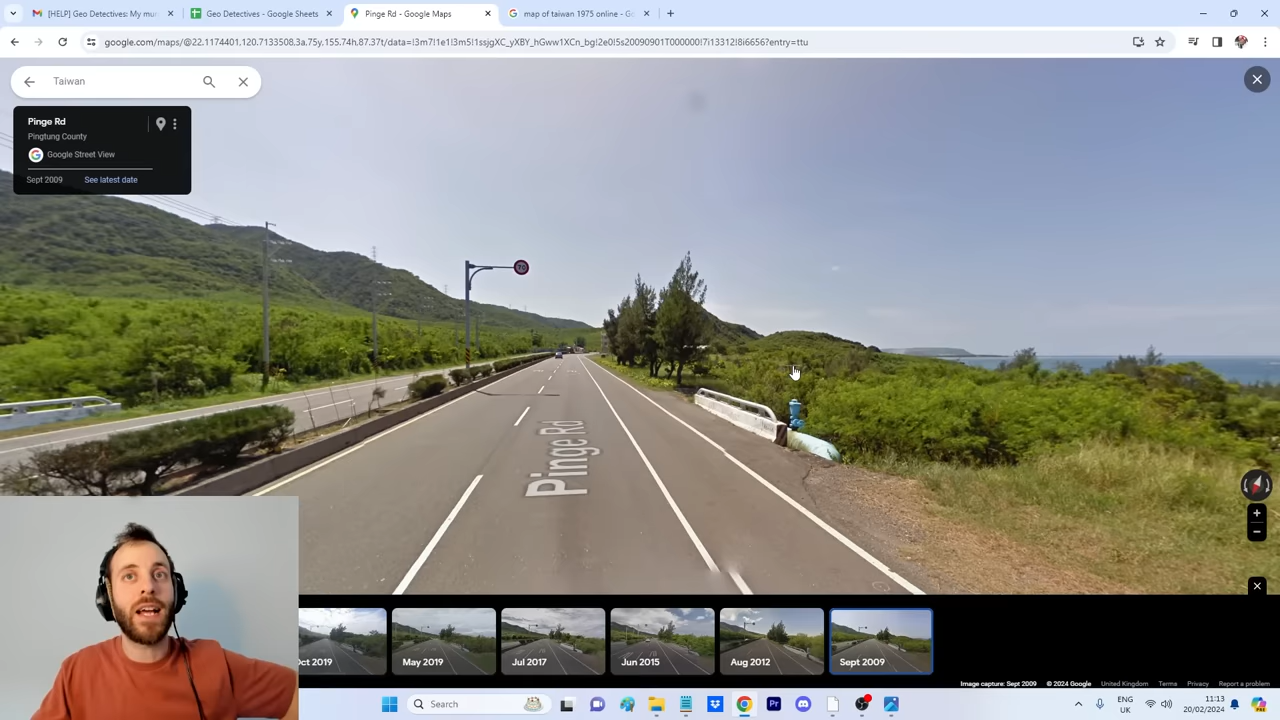 [HELP] Geo Detectives: My mu
Geo Detectives - Google Sheets
Pinge Rd - Google Maps
map of taiwan 1975 online - Go
google.com/maps/@22.1174401,120.7133508,3a,75y,155.74h,87.37t/data=!3m7!1e1!3m5!1ssjgXC_yXBY_hGww1XCn_bg!2e0!5s20090901T000000!7i13312!8i6656?entry=ttu
Taiwan
Pinge Rd
Pingtung County
Google Street View
Sept 2009 See latest date
70
Pinge Rd
Oct 2019
May 2019
Jul 2017
Jun 2015
Aug 2012
Sept 2009
Image capture: Sept 2009 © 2024 Google United Kingdom Terms Privacy Report a problem
Search
Pr
ENG
UK
11:13
20/02/2024